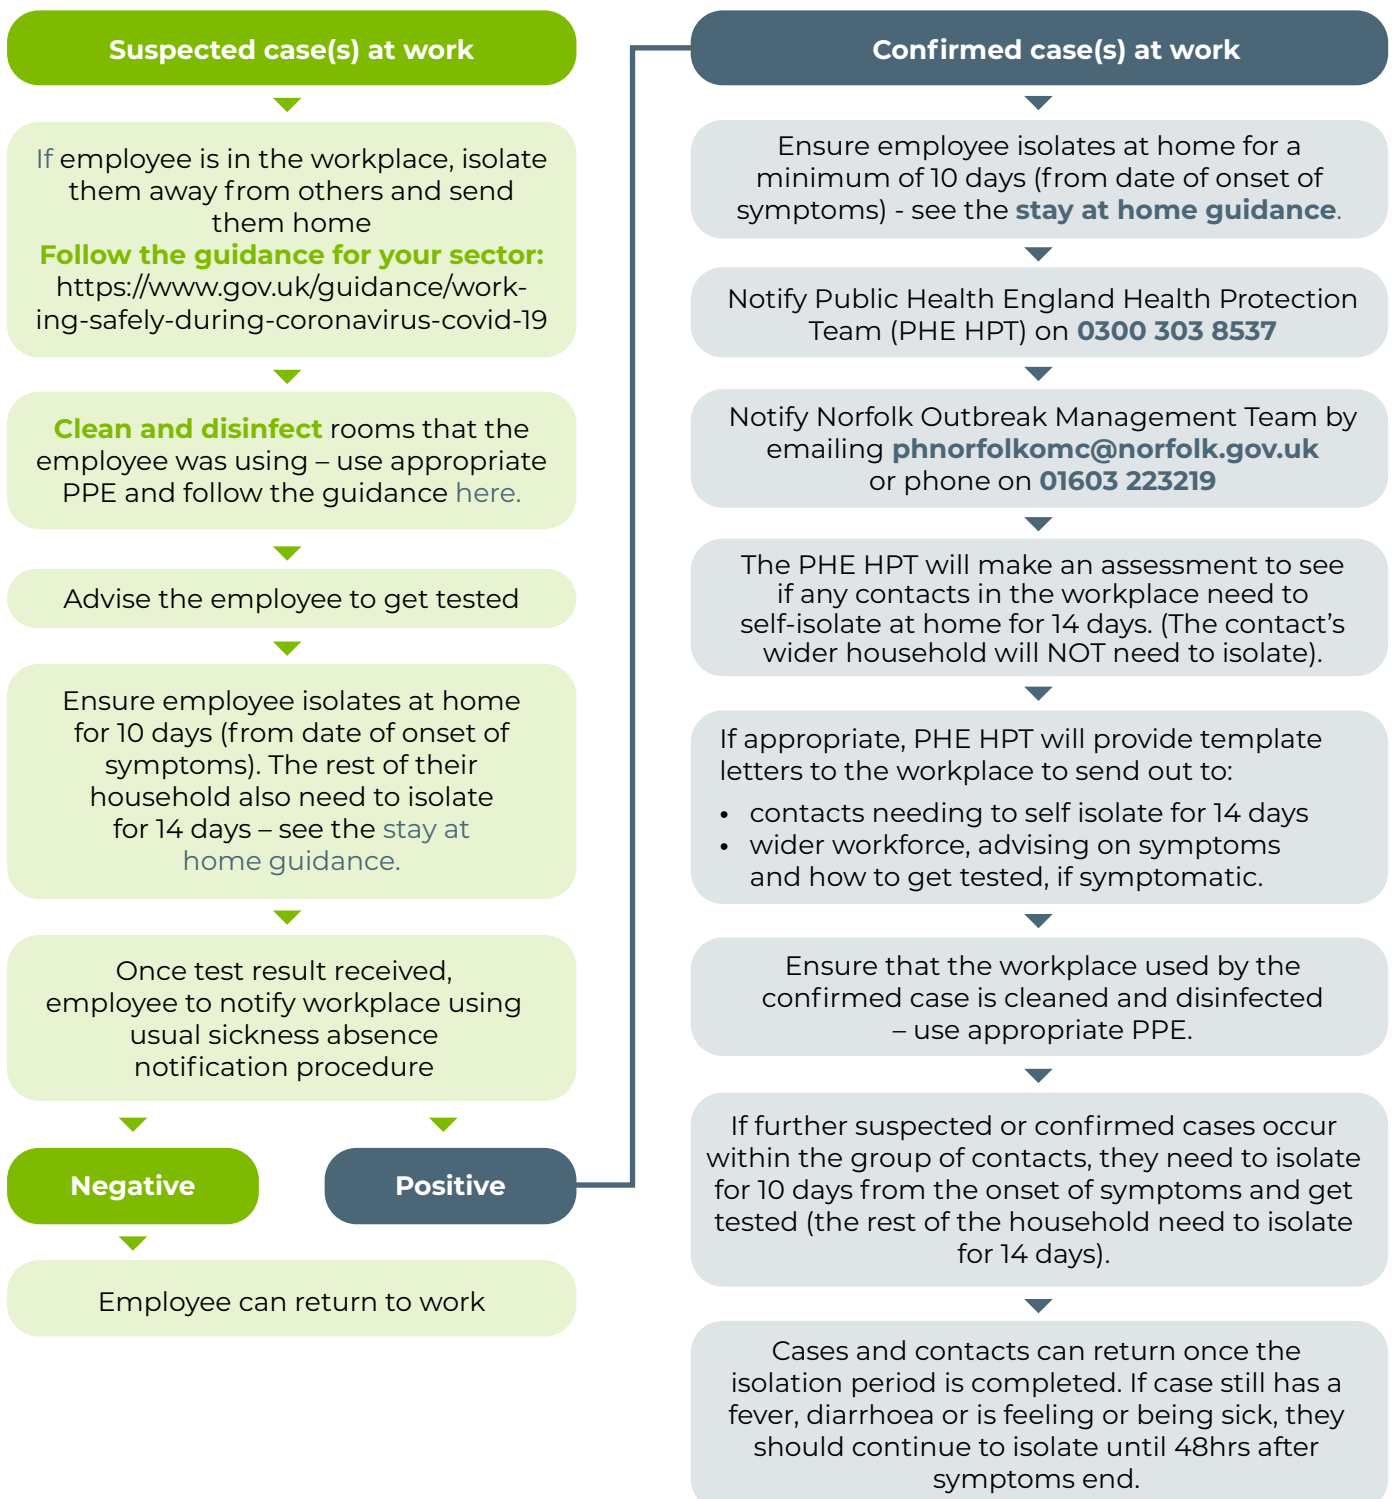 Suspected case(s) at work
If employee is in the workplace, isolate
them away from others and send
them home
Follow the guidance for your sector:
https://www.gov.uk/guidance/work-
ing-safely-during-coronavirus-covid-19
Clean and disinfect rooms that the
employee was using – use appropriate
PPE and follow the guidance here.
Advise the employee to get tested
Ensure employee isolates at home
for 10 days (from date of onset of
symptoms). The rest of their
household also need to isolate
for 14 days – see the stay at
home guidance.
Once test result received,
employee to notify workplace using
usual sickness absence
notification procedure
Negative
Positive
Employee can return to work
Confirmed case(s) at work
Ensure employee isolates at home for a
minimum of 10 days (from date of onset of
symptoms) - see the stay at home guidance.
Notify Public Health England Health Protection
Team (PHE HPT) on 0300 303 8537
Notify Norfolk Outbreak Management Team by
emailing phnorfolkomc@norfolk.gov.uk
or phone on 01603 223219
The PHE HPT will make an assessment to see
if any contacts in the workplace need to
self-isolate at home for 14 days. (The contact's
wider household will NOT need to isolate).
If appropriate, PHE HPT will provide template
letters to the workplace to send out to:
• contacts needing to self isolate for 14 days
• wider workforce, advising on symptoms
and how to get tested, if symptomatic.
Ensure that the workplace used by the
confirmed case is cleaned and disinfected
– use appropriate PPE.
If further suspected or confirmed cases occur
within the group of contacts, they need to isolate
for 10 days from the onset of symptoms and get
tested (the rest of the household need to isolate
for 14 days).
Cases and contacts can return once the
isolation period is completed. If case still has a
fever, diarrhoea or is feeling or being sick, they
should continue to isolate until 48hrs after
symptoms end.